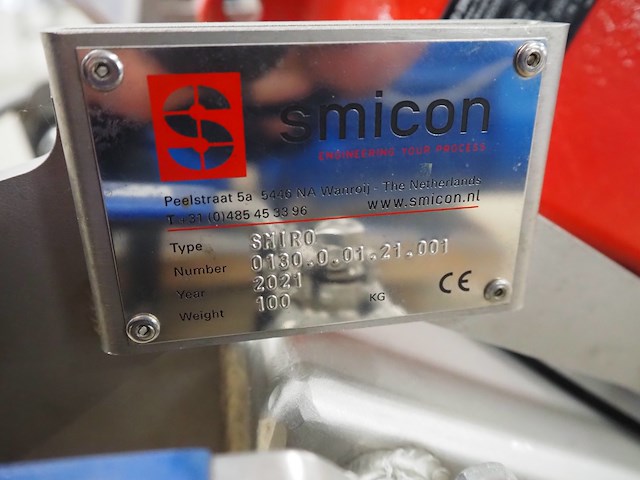 smicon
ENGINEERING YOUR PROCESS
Peelstraat 5a 5446 NA Wanroij - The Netherlands
T +31 (0)485 45 33 96 www.smicon.nl
Type SMIRO
Number 0130.0.01.21.001
Year 2021
Weight 100 KG
CE